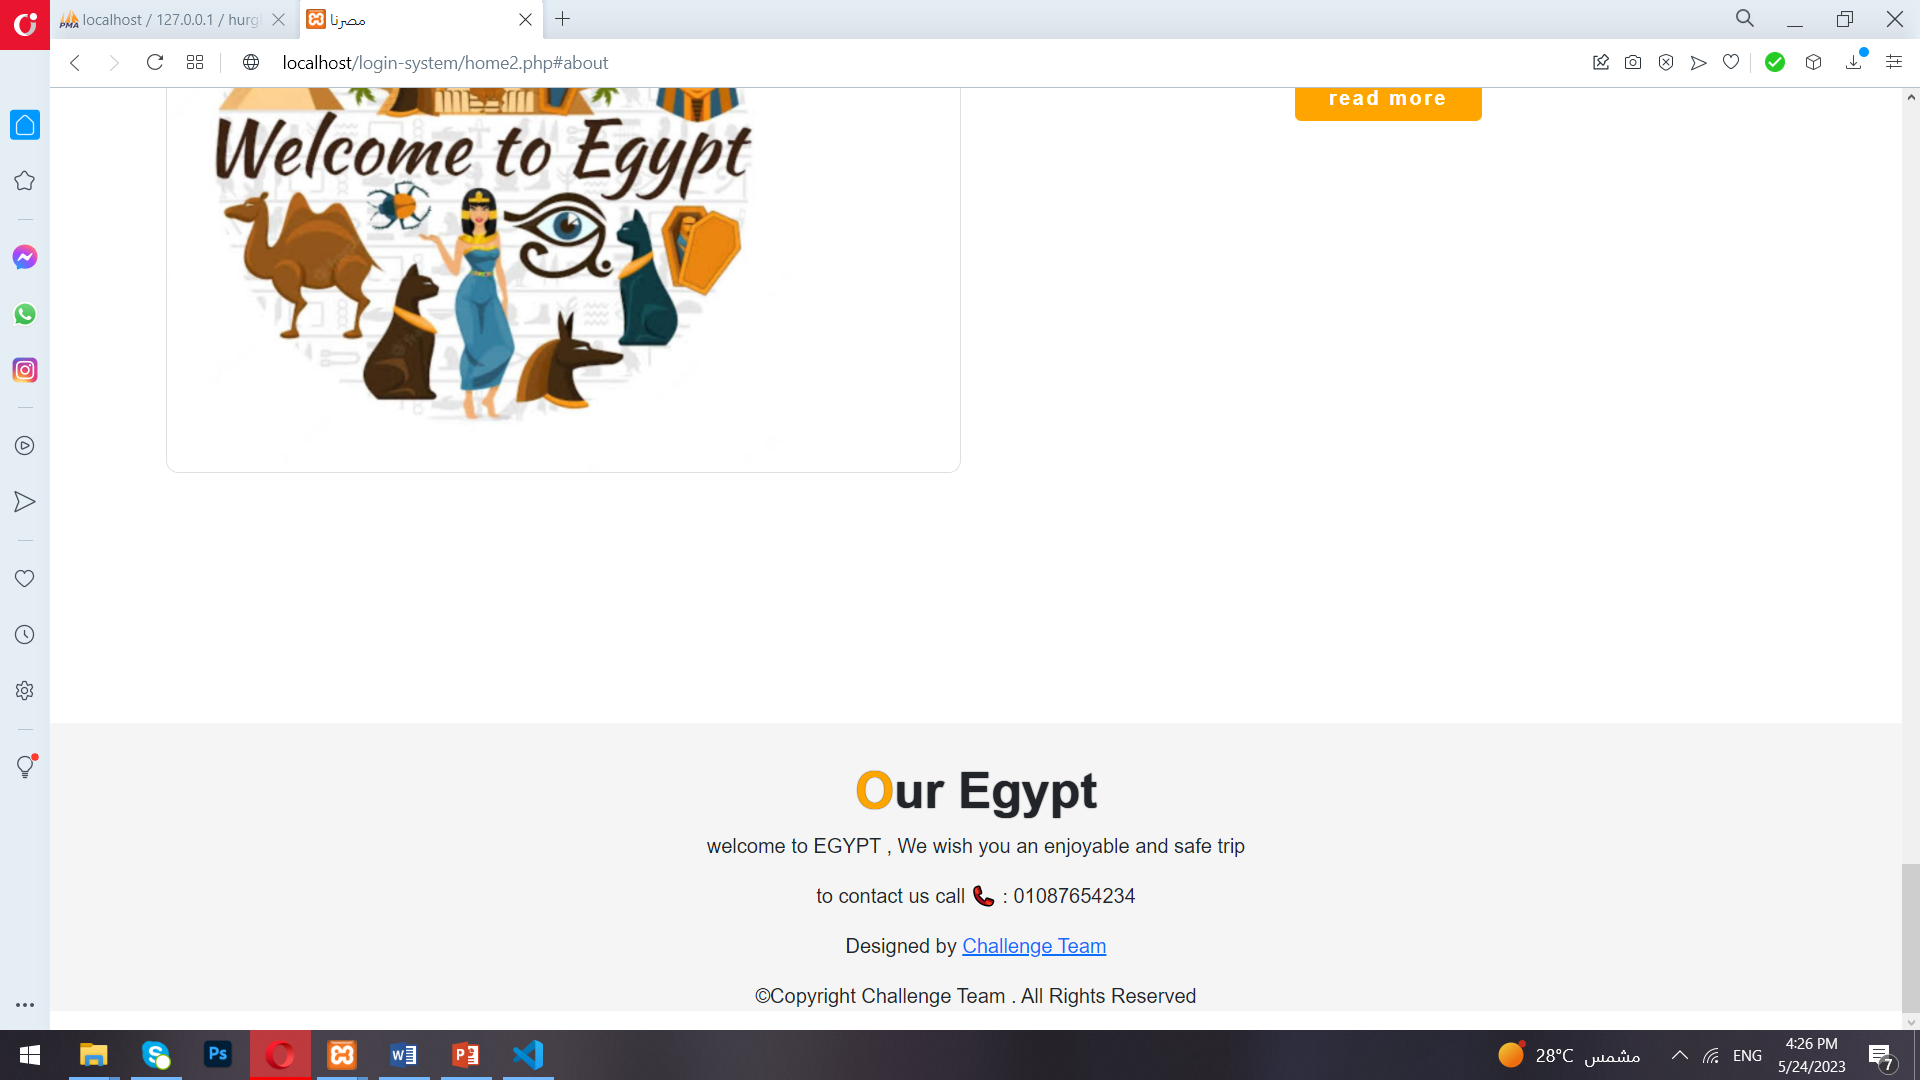 localhost / 127.0.0.1 / hurg
مصرنا
localhost/login-system/home2.php#about
read more
Welcome to Egypt
Our Egypt
welcome to EGYPT , We wish you an enjoyable and safe trip
to contact us call 📞 : 01087654234
Designed by Challenge Team
©Copyright Challenge Team . All Rights Reserved
28°C مشمس
ENG
4:26 PM
5/24/2023
7